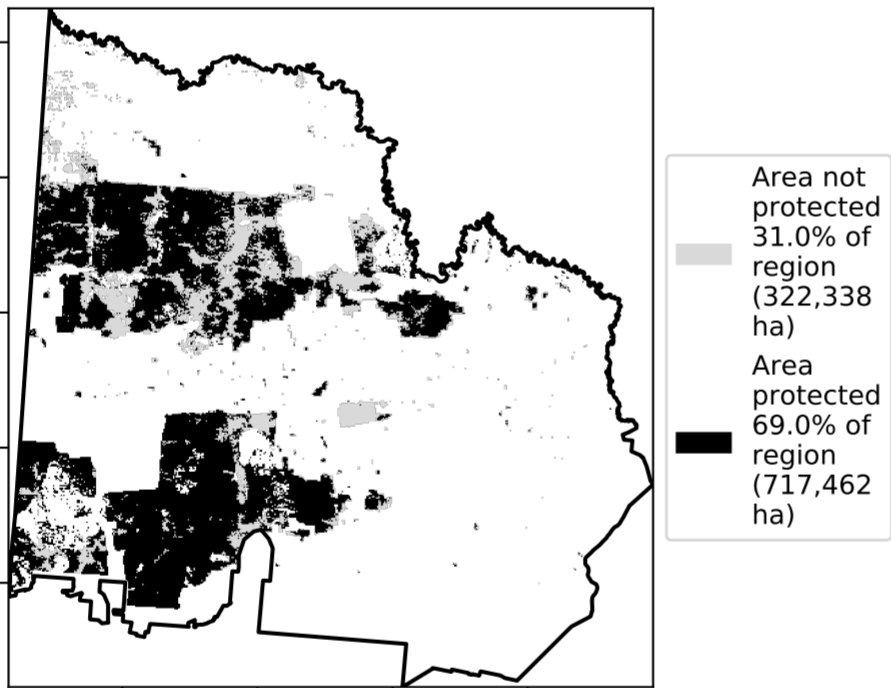 Area not
protected
31.0% of
region
(322,338
ha)
Area
protected
69.0% of
region
(717,462
ha)